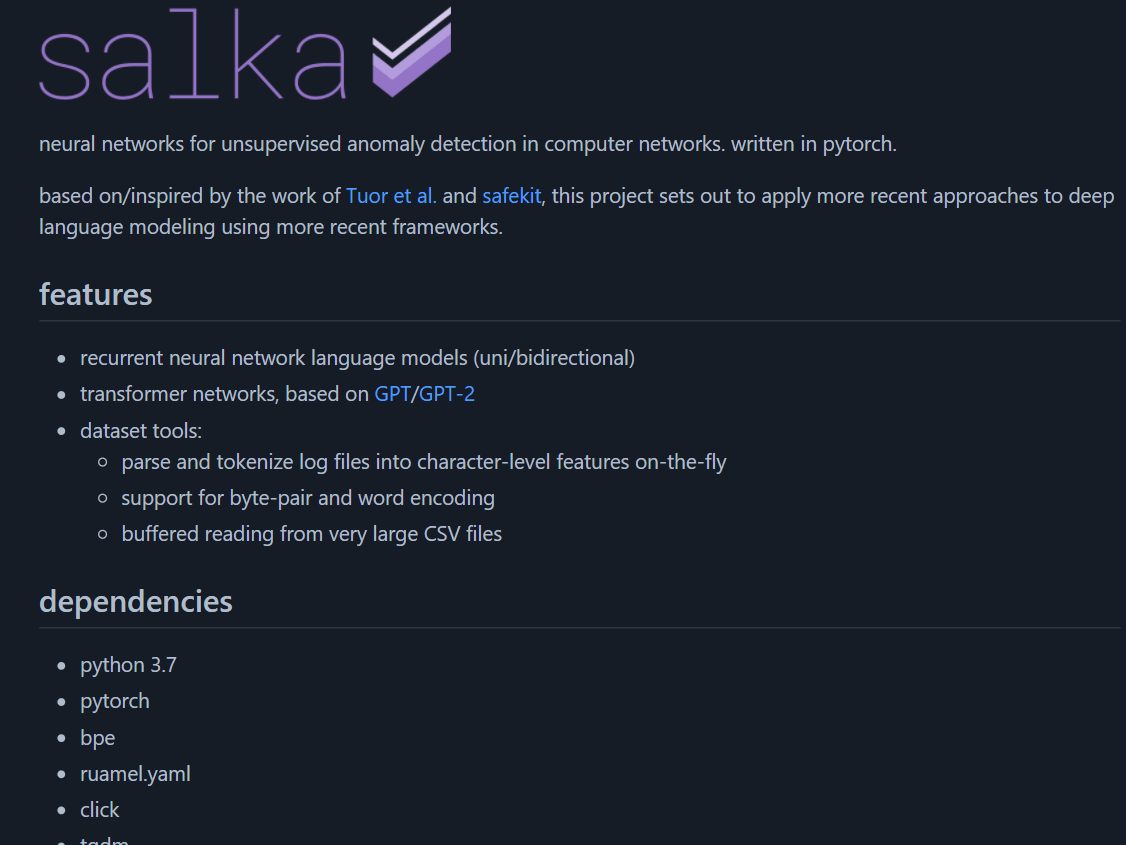 salka
neural networks for unsupervised anomaly detection in computer networks. written in pytorch.
based on/inspired by the work of Tuor et al. and safekit, this project sets out to apply more recent approaches to deep
language modeling using more recent frameworks.
features
recurrent neural network language models (uni/bidirectional)
transformer networks, based on GPT/GPT-2
dataset tools:
parse and tokenize log files into character-level features on-the-fly
support for byte-pair and word encoding
buffered reading from very large CSV files
dependencies
python 3.7
pytorch
bpe
ruamel.yaml
click
tqdm